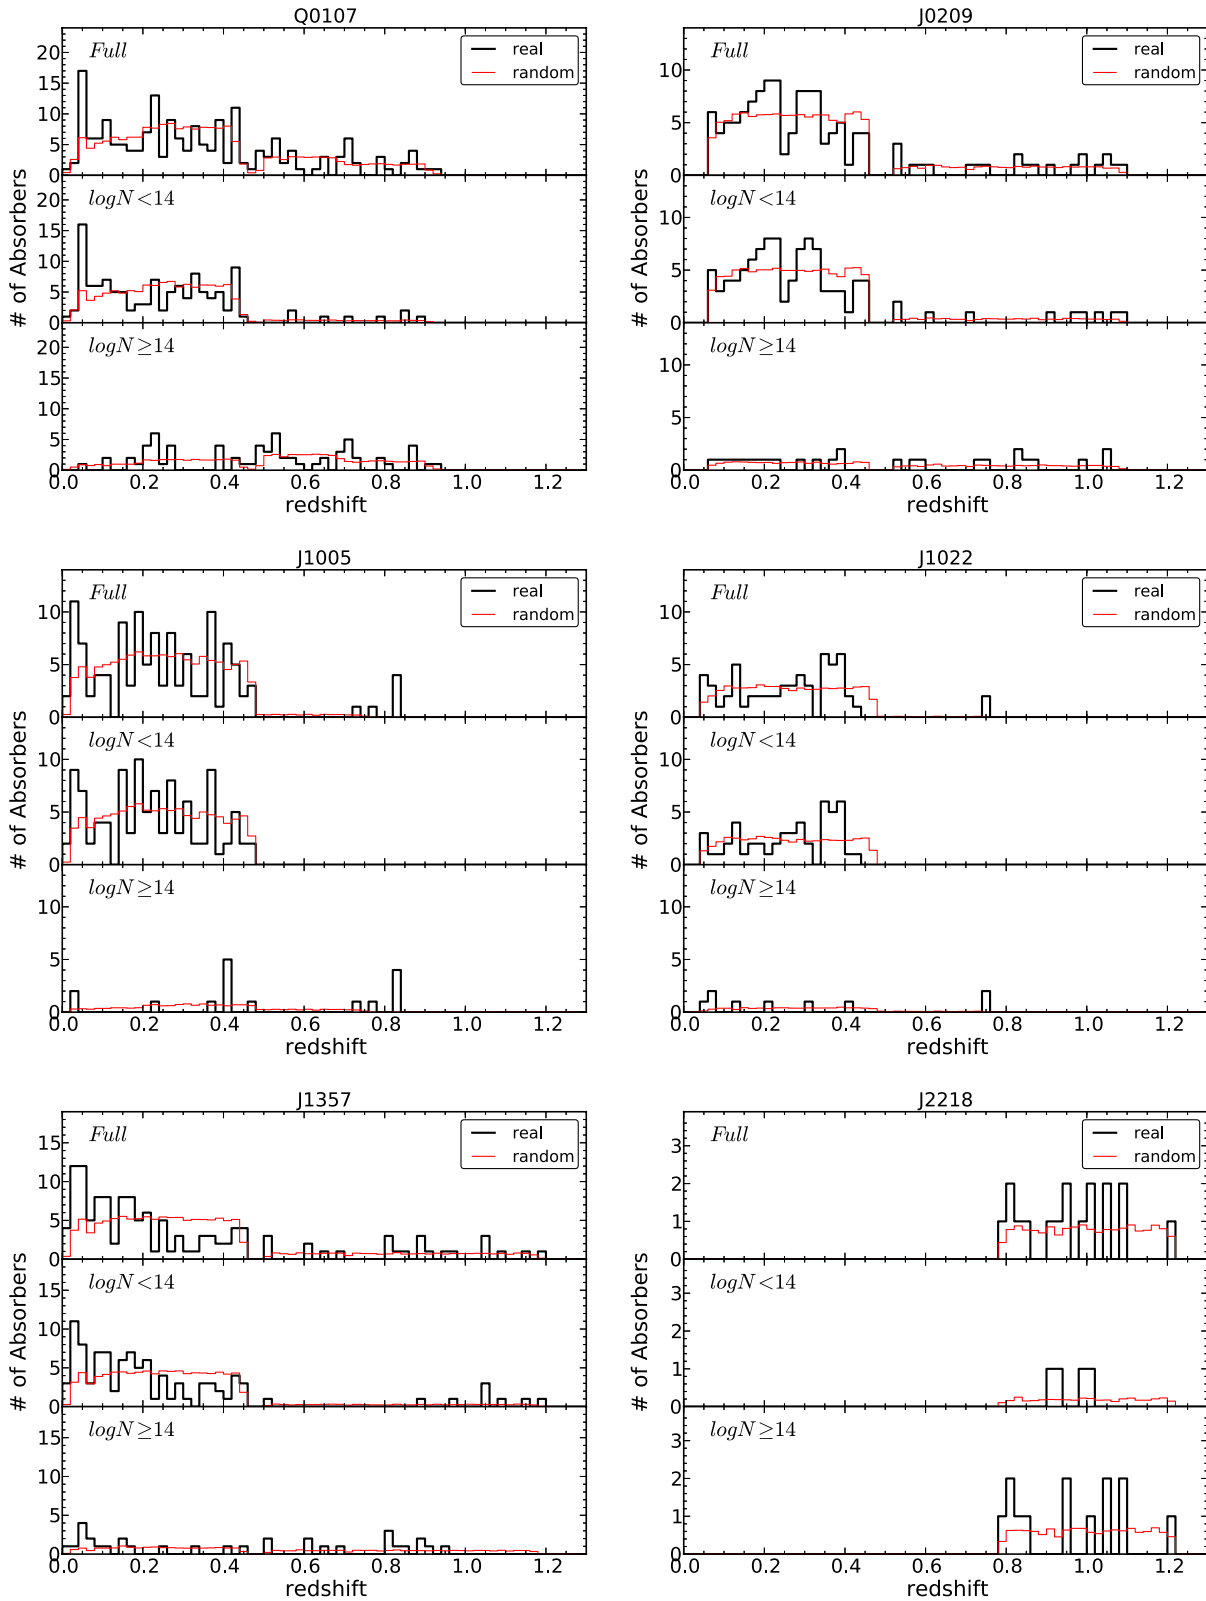 Q0107
Full
real
random
20
15
10
5
0
logN<14
20
15
10
5
0
logN≥14
20
15
10
5
0
# of Absorbers
0.0 0.2 0.4 0.6 0.8 1.0 1.2
redshift
J0209
Full
real
random
10
5
0
logN<14
10
5
0
logN≥14
10
5
0
# of Absorbers
0.0 0.2 0.4 0.6 0.8 1.0 1.2
redshift
J1005
Full
real
random
10
5
0
logN<14
10
5
0
logN≥14
10
5
0
# of Absorbers
0.0 0.2 0.4 0.6 0.8 1.0 1.2
redshift
J1022
Full
real
random
10
5
0
logN<14
10
5
0
logN≥14
10
5
0
# of Absorbers
0.0 0.2 0.4 0.6 0.8 1.0 1.2
redshift
J1357
Full
real
random
15
10
5
0
logN<14
15
10
5
0
logN≥14
15
10
5
0
# of Absorbers
0.0 0.2 0.4 0.6 0.8 1.0 1.2
redshift
J2218
Full
real
random
3
2
1
0
logN<14
3
2
1
0
logN≥14
3
2
1
0
# of Absorbers
0.0 0.2 0.4 0.6 0.8 1.0 1.2
redshift